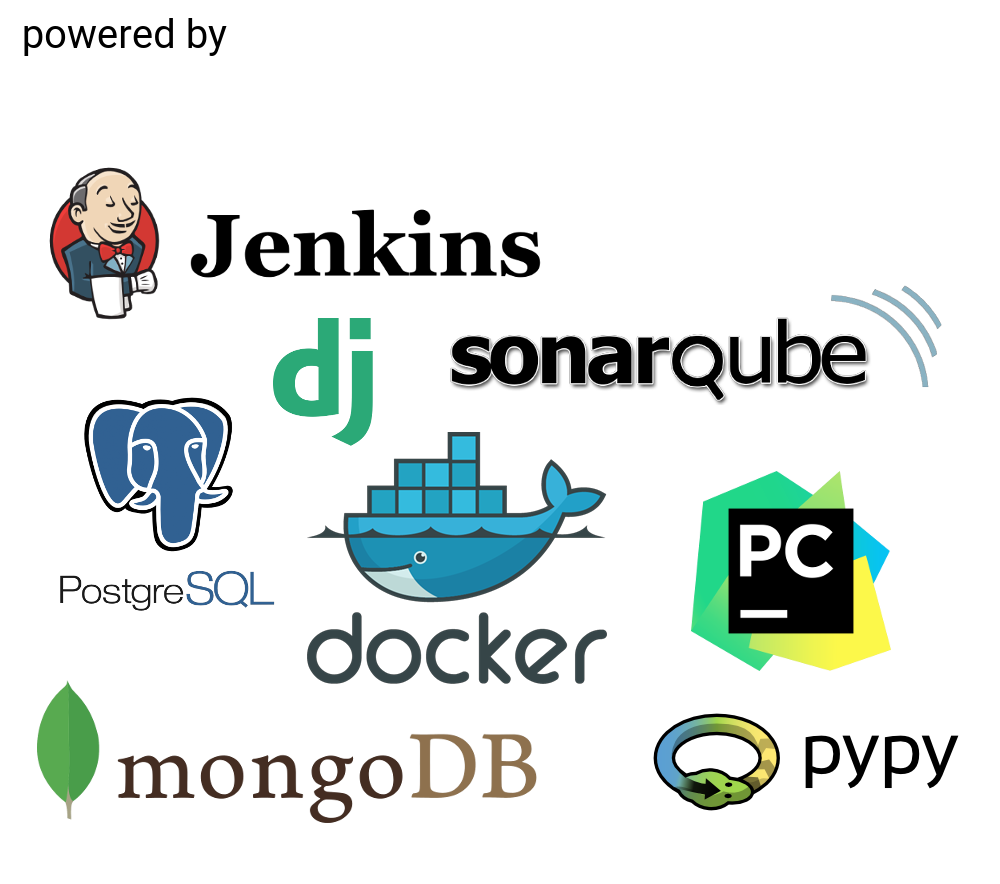 powered by
Jenkins
dj
sonarqube
PostgreSQL
docker
PC
mongoDB
pypy